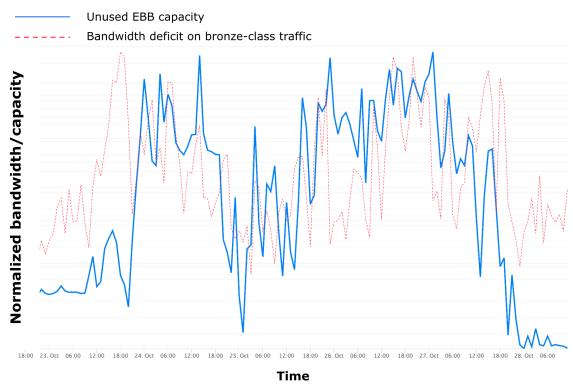 Unused EBB capacity
Bandwidth deficit on bronze-class traffic
Normalized bandwidth/capacity
18:00 23. Oct 06:00 12:00 18:00 24. Oct 06:00 12:00 18:00 25. Oct 06:00 12:00 18:00 26. Oct 06:00 12:00 18:00 27. Oct 06:00 12:00 18:00 28. Oct 06:00
Time